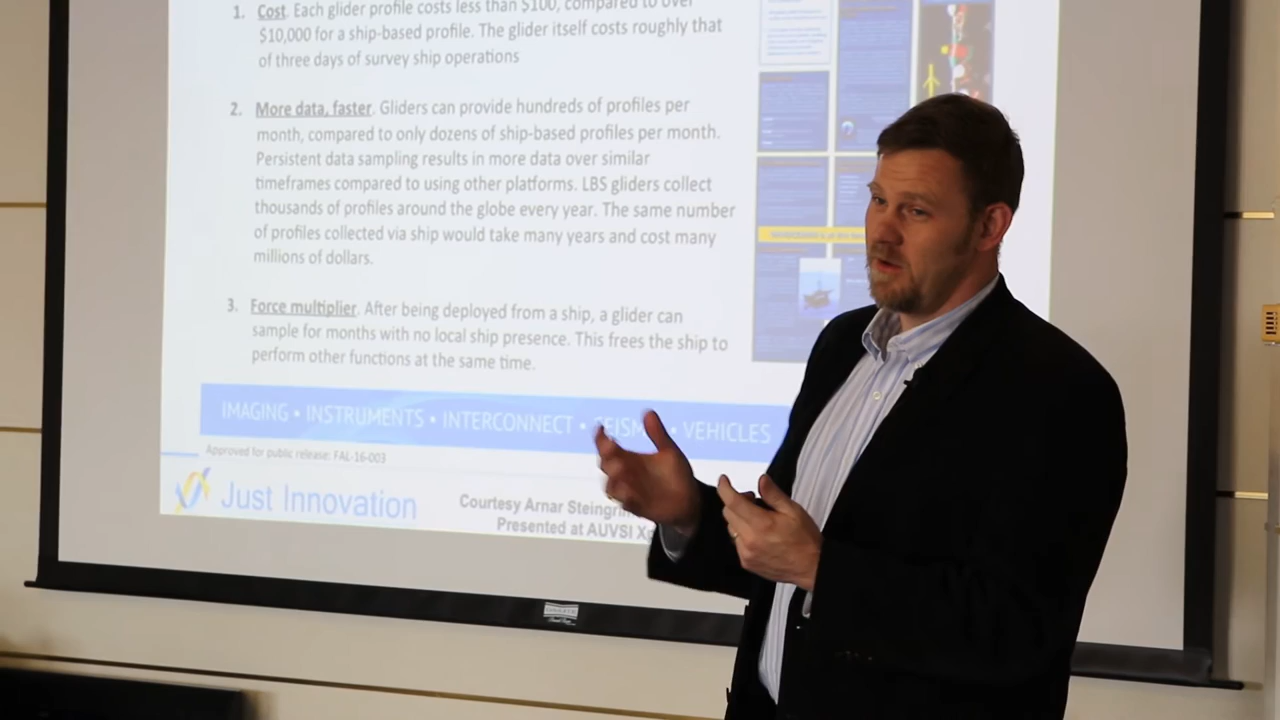 1. Cost. Each glider profile costs less than $100, compared to over
$10,000 for a ship-based profile. The glider itself costs roughly that
of three days of survey ship operations
2. More data, faster. Gliders can provide hundreds of profiles per
month, compared to only dozens of ship-based profiles per month.
Persistent data sampling results in more data over similar
timeframes compared to using other platforms. LBS gliders collect
thousands of profiles around the globe every year. The same number
of profiles collected via ship would take many years and cost many
millions of dollars.
3. Force multiplier. After being deployed from a ship, a glider can
sample for months with no local ship presence. This frees the ship to
perform other functions at the same time.
IMAGING • INSTRUMENTS • INTERCONNECT • SEISM • VEHICLES
Approved for public release: FAL-16-003
Just Innovation
Courtesy Arnar Steingri
Presented at AUVSI X